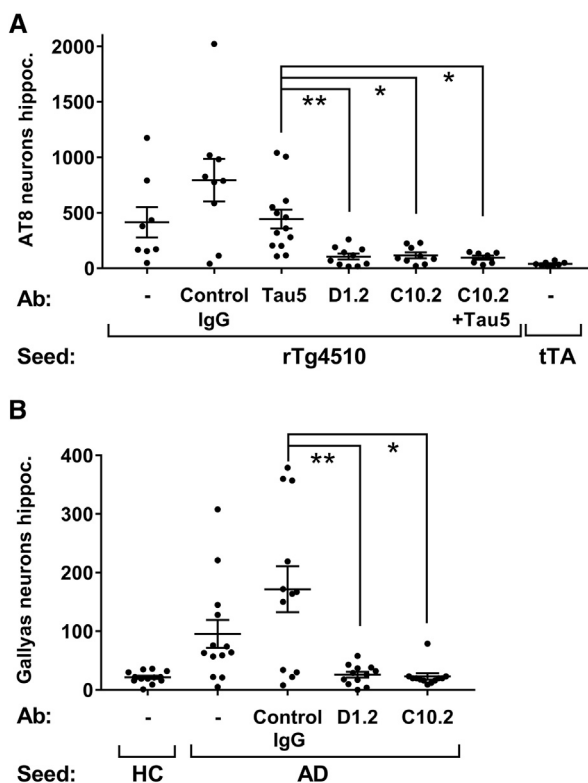 A
AT8 neurons hippoc.
2000
1500
1000
500
0
**
*
*
Ab:
- Control IgG Tau5 D1.2 C10.2 C10.2 +Tau5 -
Seed: rTg4510 tTA
B
Gallyas neurons hippoc.
400
300
200
100
0
**
*
Ab:
- - Control IgG D1.2 C10.2
Seed: HC AD